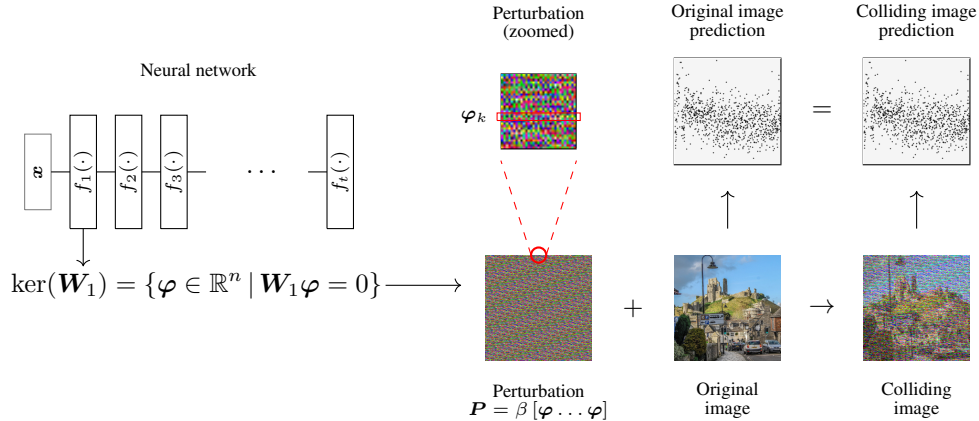 Neural network
x
f₁(·)
f₂(·)
f₃(·)
· · ·
fₜ(·)
ker(W₁) = {φ ∈ ℝⁿ | W₁φ = 0}
Perturbation
(zoomed)
φₖ
Original image
prediction
=
Colliding image
prediction
+
→
Perturbation
P = β [φ . . . φ]
Original
image
Colliding
image